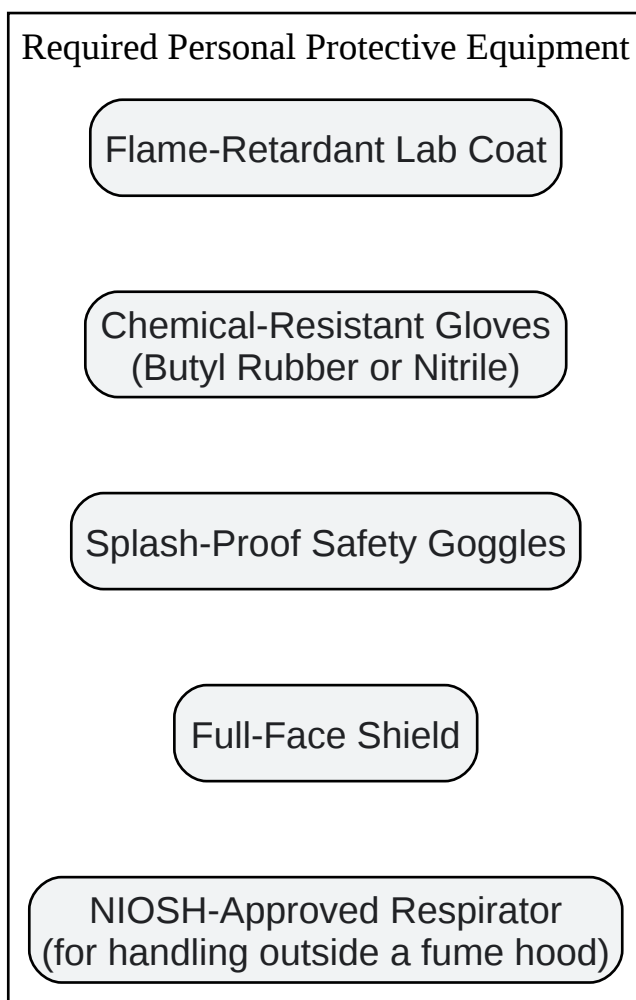 Required Personal Protective Equipment
Flame-Retardant Lab Coat
Chemical-Resistant Gloves
(Butyl Rubber or Nitrile)
Splash-Proof Safety Goggles
Full-Face Shield
NIOSH-Approved Respirator
(for handling outside a fume hood)